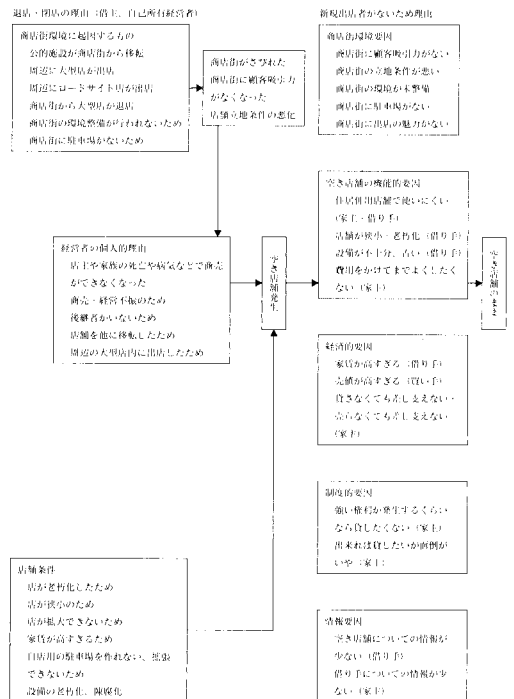 退店・閉店の理由（借主、自己所有経営者）
商店街環境に起因するもの
公的施設が商店街から移転
周辺に大型店が出店
周辺にロードサイト店が出店
商店街から大型店が退店
商店街の環境整備が行われないため
商店街に駐車場がないため
商店街がさびれた
商店街に顧客吸引力
がなくなった
店舗立地条件の悪化
経営者の個人的理由
店主や家族の死亡や病気などで商売
ができなくなった
商売・経営不振のため
後継者がいないため
店舗を他に移転したため
周辺の大型店内に出店したため
店舗条件
店が老朽化したため
店が狭小のため
店が拡大できないため
家賃が高すぎるため
自店用の駐車場を作れない、拡張
できないため
設備の老朽化、陳腐化
空き店舗発生
新規出店者がないため理由
商店街環境要因
商店街に顧客吸引力がない
商店街の立地条件が悪い
商店街の環境が未整備
商店街に駐車場がない
商店街に出店の魅力がない
空き店舗の機能的要因
住居併用店舗で使いにくい
（家主・借り手）
店舗が狭小・老朽化（借り手）
設備が不十分、古い（借り手）
費用をかけてまでよくしたく
ない（家主）
経済的要因
家賃が高すぎる（借り手）
売値が高すぎる（買い手）
貸さなくても差し支えない・
売らなくても差し支えない
（家主）
制度的要因
強い権利が発生するくらい
なら貸したくない（家主）
出来れば貸したいが面倒が
いや（家主）
情報要因
空き店舗についての情報が
少ない（借り手）
借り手についての情報が少
ない（家主）
空き店舗のまま